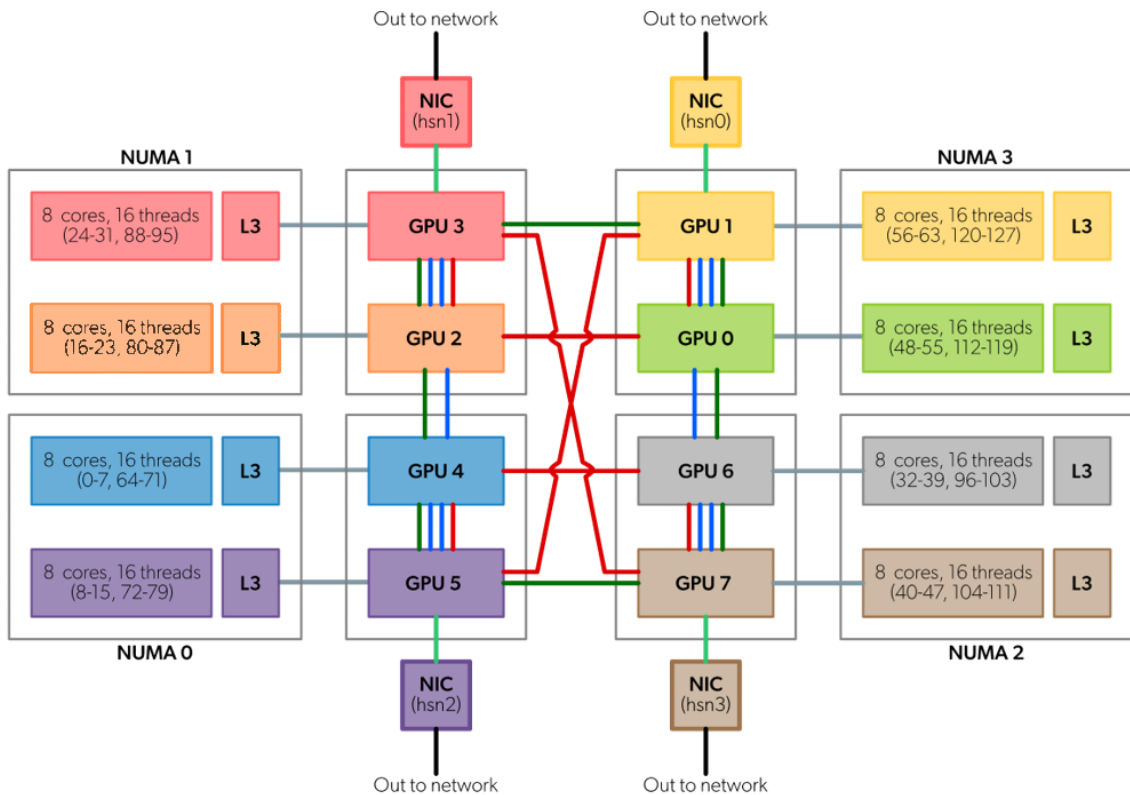 Out to network
Out to network
NIC
(hsn1)
NIC
(hsn0)
NUMA 1
NUMA 3
8 cores, 16 threads
(24-31, 88-95)
L3
GPU 3
GPU 1
8 cores, 16 threads
(56-63, 120-127)
L3
8 cores, 16 threads
(16-23, 80-87)
L3
GPU 2
GPU 0
8 cores, 16 threads
(48-55, 112-119)
L3
8 cores, 16 threads
(0-7, 64-71)
L3
GPU 4
GPU 6
8 cores, 16 threads
(32-39, 96-103)
L3
8 cores, 16 threads
(8-15, 72-79)
L3
GPU 5
GPU 7
8 cores, 16 threads
(40-47, 104-111)
L3
NUMA 0
NUMA 2
NIC
(hsn2)
NIC
(hsn3)
Out to network
Out to network